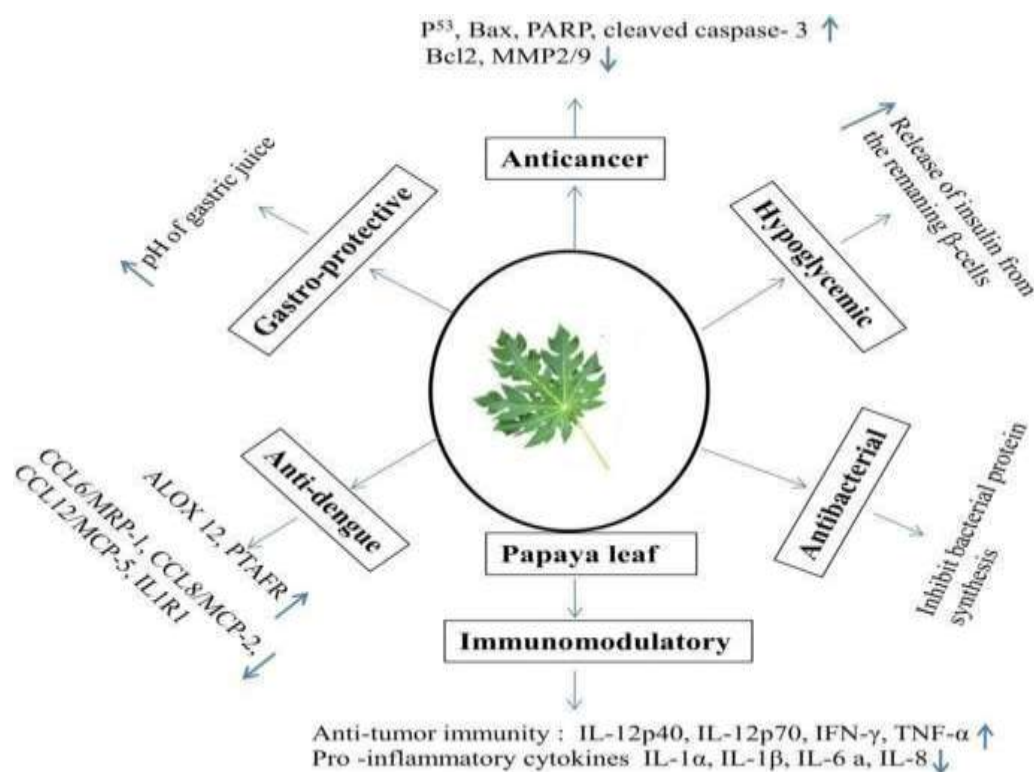 P⁵³, Bax, PARP, cleaved caspase- 3 ↑
Bcl2, MMP2/9 ↓
Anticancer
Gastro-protective
↑ pH of gastric juice
Hypoglycemic
↑ Release of insulin from
the remaning β-cells
Anti-dengue
ALOX 12, PTAFR ↑
CCL6/MRP-1, CCL8/MCP-2,
CCL12/MCP-5, IL1R1 ↓
Antibacterial
Inhibit bacterial protein
synthesis
Papaya leaf
Immunomodulatory
Anti-tumor immunity : IL-12p40, IL-12p70, IFN-γ, TNF-α ↑
Pro -inflammatory cytokines IL-1α, IL-1β, IL-6 a, IL-8 ↓